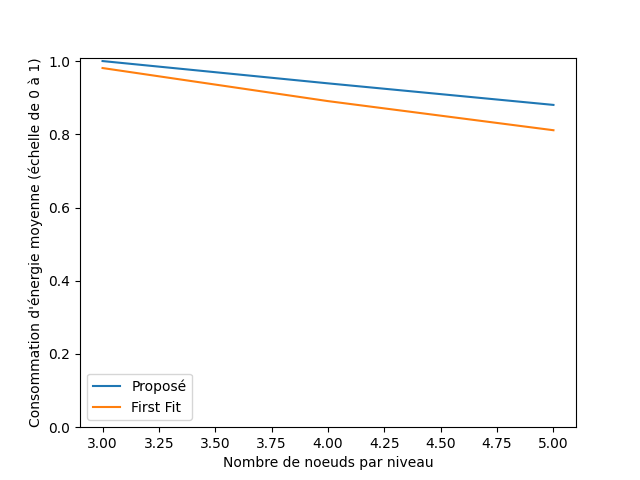 Consommation d'énergie moyenne (échelle de 0 à 1)
1.0
0.8
0.6
0.4
0.2
0.0
Proposé
First Fit
3.00 3.25 3.50 3.75 4.00 4.25 4.50 4.75 5.00
Nombre de noeuds par niveau